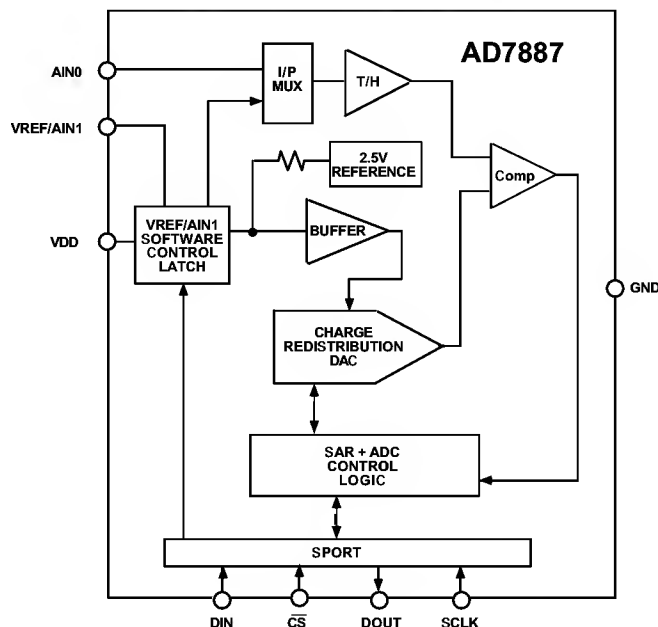 AD7887
AIN0
I/P
MUX
T/H
VREF/AIN1
2.5V
REFERENCE
Comp
VREF/AIN1
SOFTWARE
CONTROL
LATCH
VDD
BUFFER
GND
CHARGE
REDISTRIBUTION
DAC
SAR + ADC
CONTROL
LOGIC
SPORT
DIN
CS
DOUT
SCLK